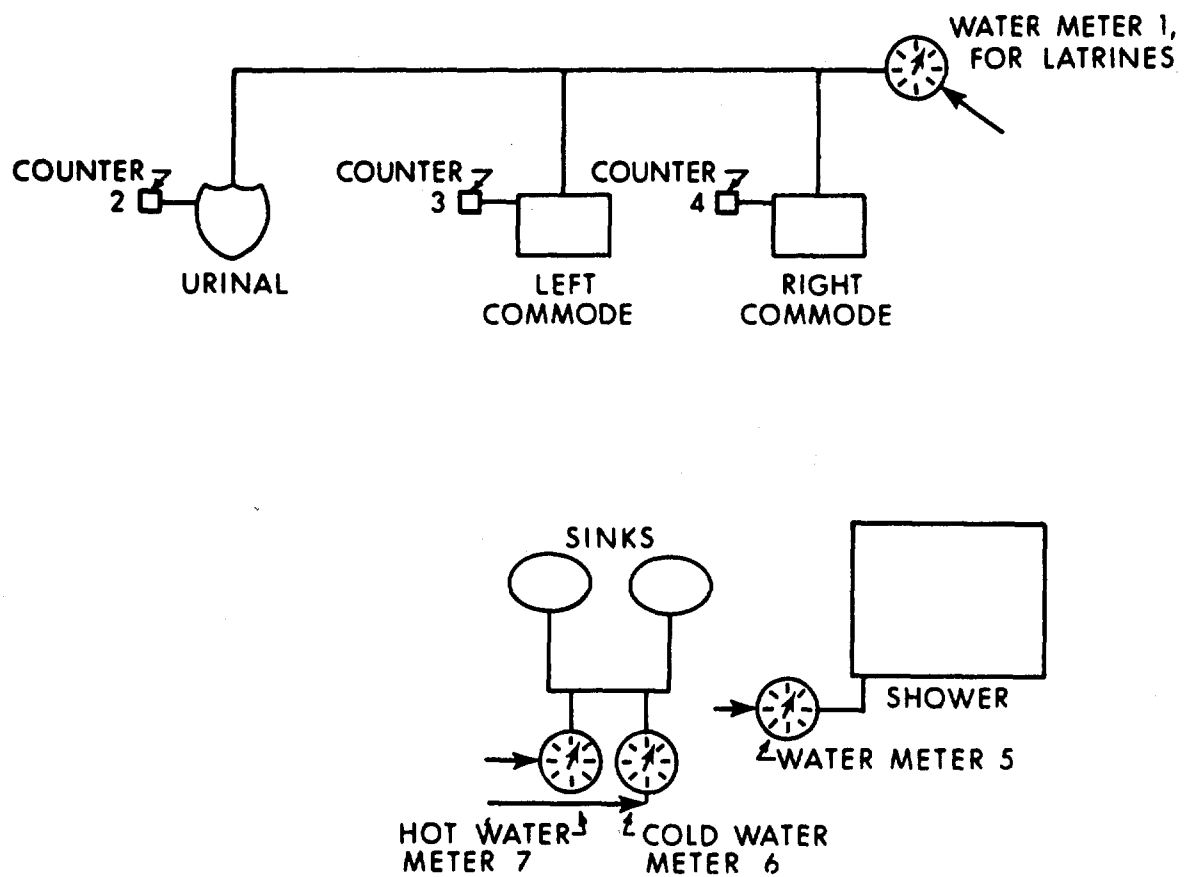 WATER METER 1,
FOR LATRINES
COUNTER
2
COUNTER
3
COUNTER
4
URINAL
LEFT
COMMODE
RIGHT
COMMODE
SINKS
SHOWER
WATER METER 5
HOT WATER
METER 7
COLD WATER
METER 6